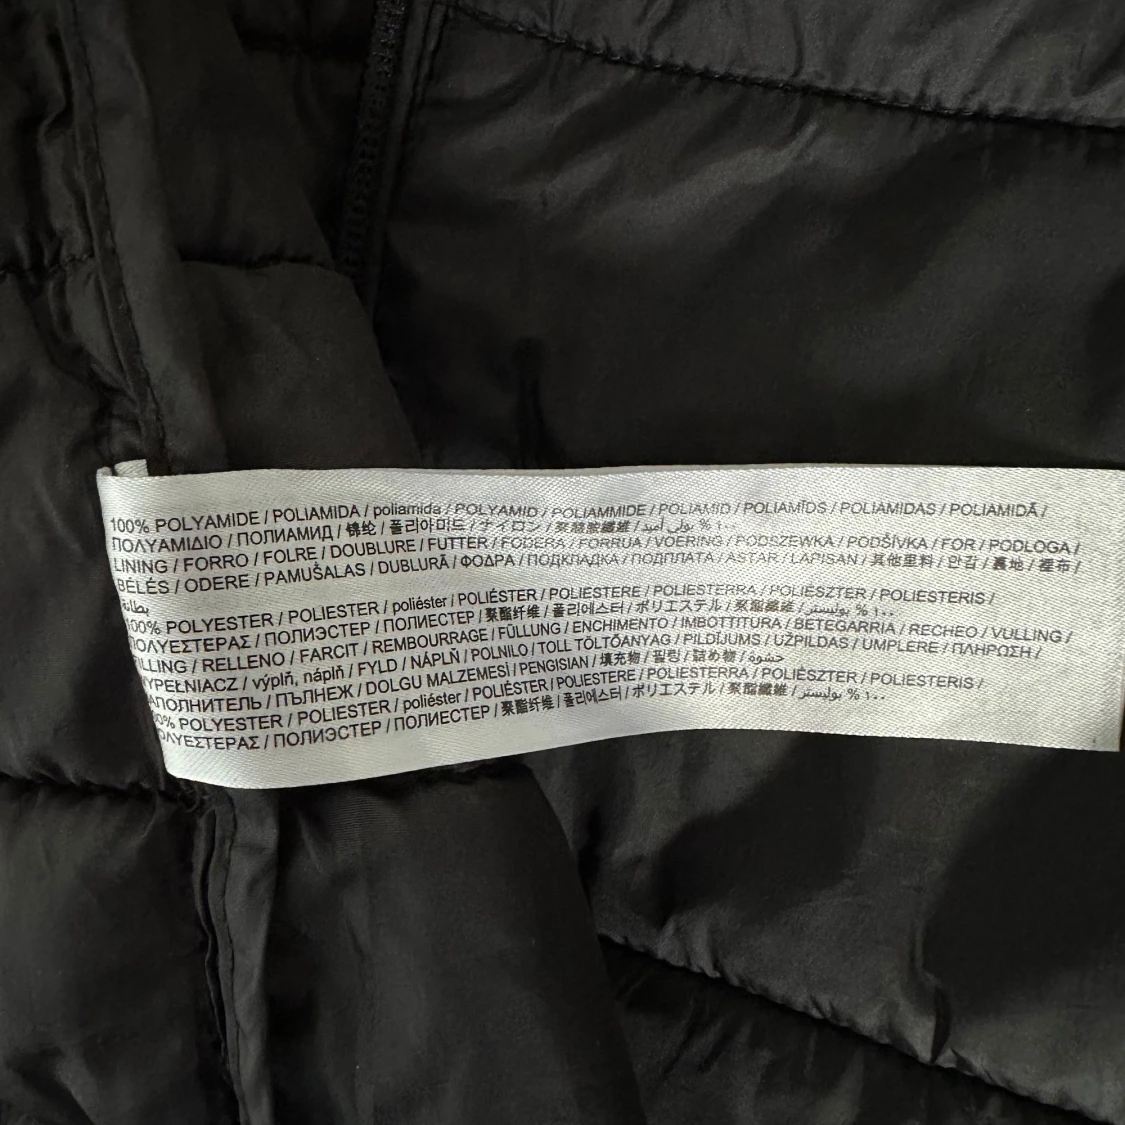 100% POLYAMIDE / POLIAMIDA / poliamida / POLYAMID / POLIAMMIDE / POLIAMID / POLIAMĪDS / POLIAMIDAS / POLIAMIDĂ /
ΠΟΛΥΑΜΙΔΙΟ / ПОЛИАМИД / 锦纶 / 폴리아미드 / ナイロン / 聚醯胺纖維 / بولي أميد % ١٠٠
LINING / FORRO / FOLRE / DOUBLURE / FUTTER / FODERA / FORRUA / VOERING / PODSZEWKA / PODŠÍVKA / FOR / PODLOGA /
BÉLÉS / ODERE / PAMUŠALAS / DUBLURĂ / ΦΟΔΡΑ / ПОДКЛАДКА / ПОДПЛАТА / ASTAR / LAPISAN / 其他里料 / 안감 / 裏地 / 裡布 /
بطانة
100% POLYESTER / POLIESTER / poliéster / POLIÉSTER / POLIESTERE / POLIESTERRA / POLIÉSZTER / POLIESTERIS /
ΠΟΛΥΕΣΤΕΡΑΣ / ПОЛИЭСТЕР / ПОЛИЕСТЕР / 聚酯纤维 / 폴리에스터 / ポリエステル / 聚酯纖維 / بوليستر % ١٠٠
FILLING / RELLENO / FARCIT / REMBOURRAGE / FÜLLUNG / ENCHIMENTO / IMBOTTITURA / BETEGARRIA / RECHEO / VULLING /
WYPEŁNIACZ / výplň, náplň / FYLD / NÁPLŇ / POLNILO / TOLL TÖLTŐANYAG / PILDĪJUMS / UŽPILDAS / UMPLERE / ΠΛΗΡΩΣΗ /
НАПОЛНИТЕЛЬ / ПЪЛНЕЖ / DOLGU MALZEMESİ / PENGISIAN / 填充物 / 필링 / 詰め物 / حشوة
POLYESTER / POLIESTER / poliéster / POLIÉSTER / POLIESTERE / POLIESTERRA / POLIÉSZTER / POLIESTERIS /
ΠΟΛΥΕΣΤΕΡΑΣ / ПОЛИЭСТЕР / ПОЛИЕСТЕР / 聚酯纤维 / 폴리에스터 / ポリエステル / 聚酯纖維 / بوليستر % ١٠٠